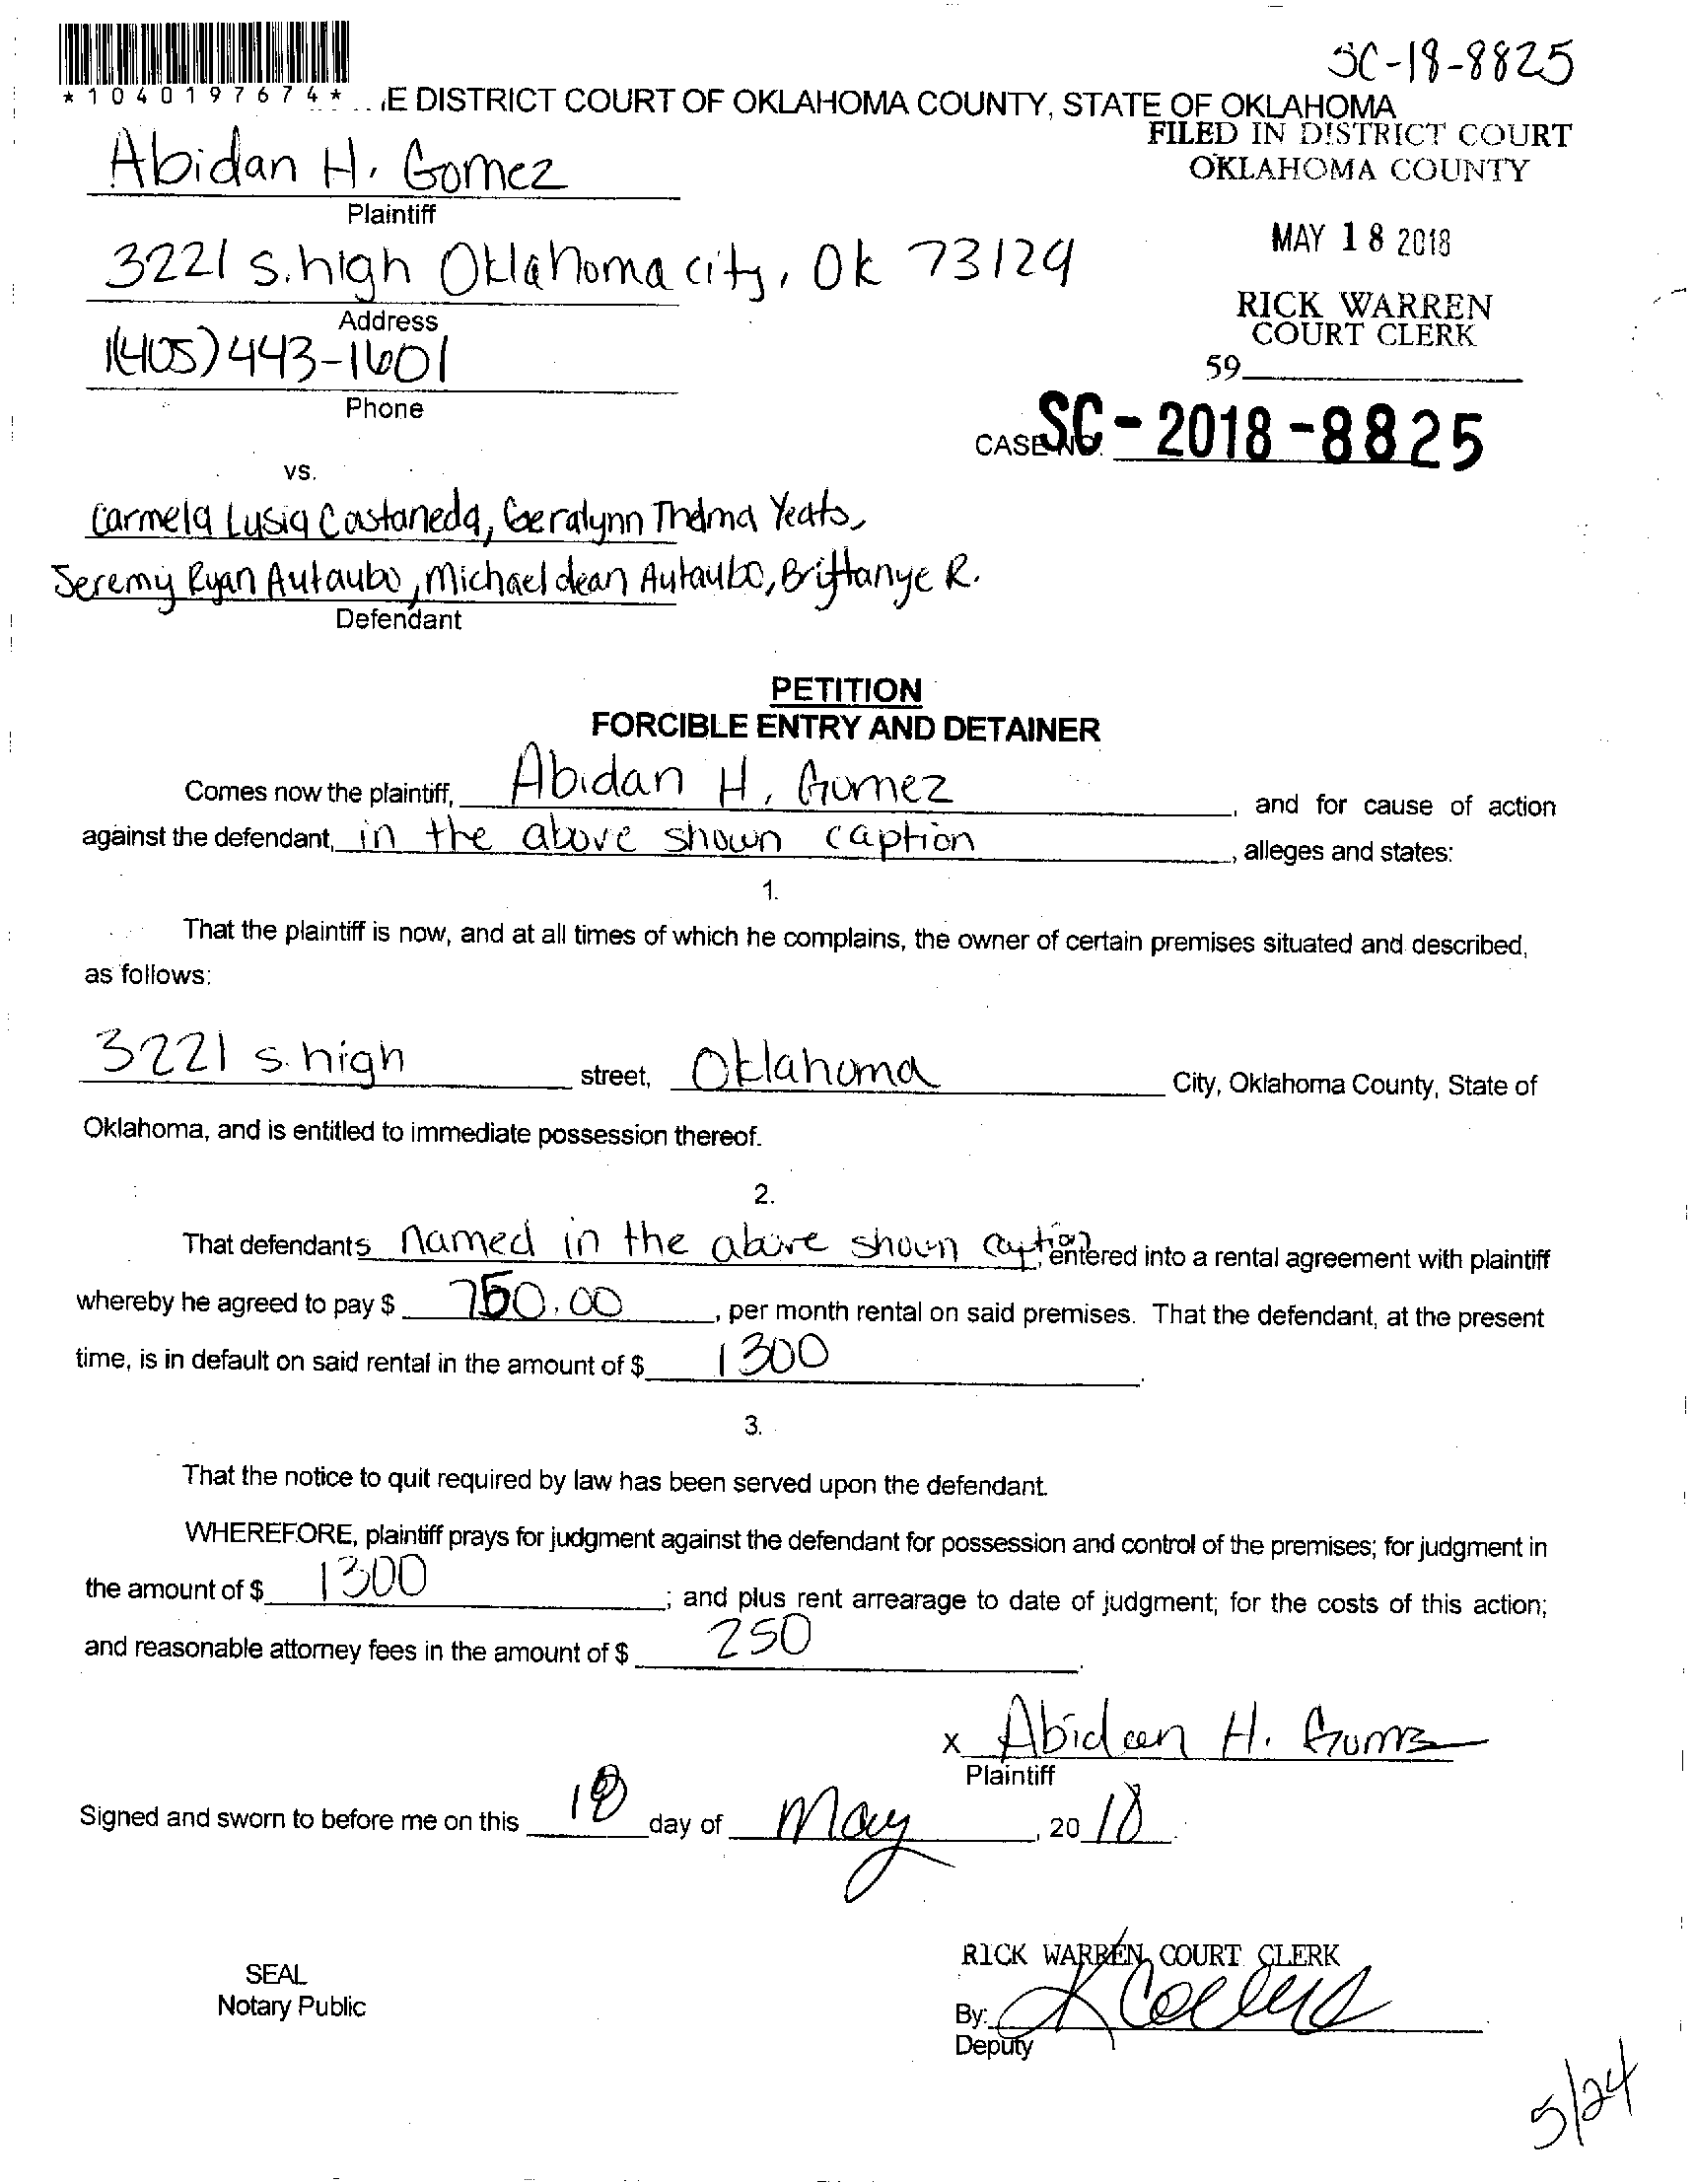 SC-18-8825
*1040197674* E DISTRICT COURT OF OKLAHOMA COUNTY, STATE OF OKLAHOMA
FILED IN DISTRICT COURT
OKLAHOMA COUNTY
Abidan H. Gomez
Plaintiff
MAY 18 2018
3221 S. high Oklahoma city, Ok 73129
Address
RICK WARREN
COURT CLERK
1(405) 443-1601
59
Phone
CASE NO. SC-2018-8825
vs.
Carmela Lusia Castaneda, Geralynn Thelma Yeats,
Jeremy Ryan Autaubo, Michael dean Autaubo, Brittanye R.
Defendant
PETITION
FORCIBLE ENTRY AND DETAINER
Comes now the plaintiff, Abidan H. Gomez, and for cause of action
against the defendant, in the above shown caption, alleges and states:
1.
That the plaintiff is now, and at all times of which he complains, the owner of certain premises situated and described,
as follows:
3221 s. high street, Oklahoma City, Oklahoma County, State of
Oklahoma, and is entitled to immediate possession thereof.
2.
That defendants named in the above shown caption, entered into a rental agreement with plaintiff
whereby he agreed to pay $ 750.00, per month rental on said premises. That the defendant, at the present
time, is in default on said rental in the amount of $ 1300.
3.
That the notice to quit required by law has been served upon the defendant.
WHEREFORE, plaintiff prays for judgment against the defendant for possession and control of the premises; for judgment in
the amount of $ 1300; and plus rent arrearage to date of judgment; for the costs of this action;
and reasonable attorney fees in the amount of $ 250.
x Abidan H. Gomz
Plaintiff
Signed and sworn to before me on this 18 day of May, 20 18.
RICK WARREN, COURT CLERK
SEAL
Notary Public
By:
Deputy
5/24